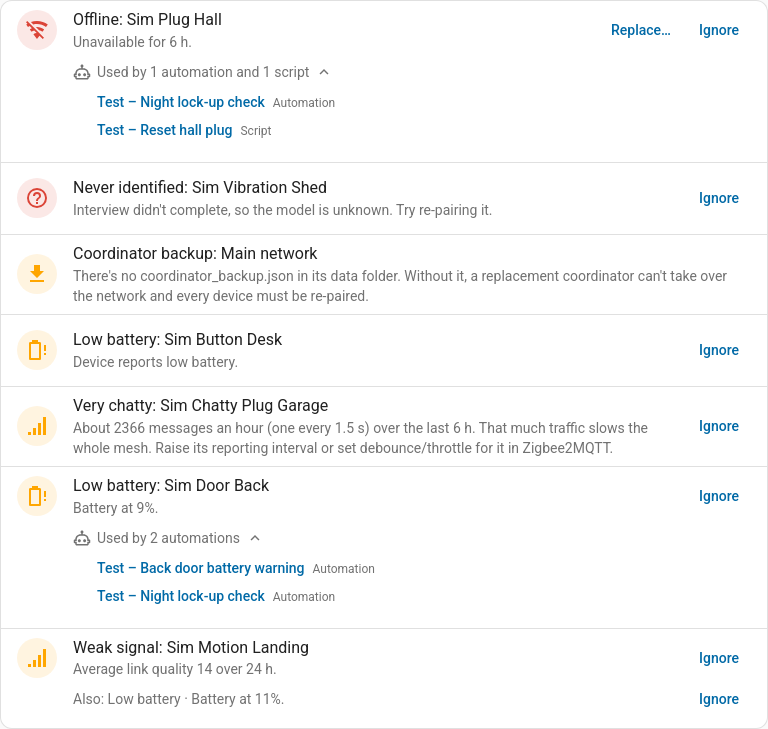 Offline: Sim Plug Hall
Replace… Ignore
Unavailable for 6 h.
Used by 1 automation and 1 script
Test – Night lock-up check Automation
Test – Reset hall plug Script
Never identified: Sim Vibration Shed
Interview didn't complete, so the model is unknown. Try re-pairing it.
Ignore
Coordinator backup: Main network
There's no coordinator_backup.json in its data folder. Without it, a replacement coordinator can't take over
the network and every device must be re-paired.
Low battery: Sim Button Desk
Device reports low battery.
Ignore
Very chatty: Sim Chatty Plug Garage
About 2366 messages an hour (one every 1.5 s) over the last 6 h. That much traffic slows the
whole mesh. Raise its reporting interval or set debounce/throttle for it in Zigbee2MQTT.
Ignore
Low battery: Sim Door Back
Battery at 9%.
Ignore
Used by 2 automations
Test – Back door battery warning Automation
Test – Night lock-up check Automation
Weak signal: Sim Motion Landing
Average link quality 14 over 24 h.
Ignore
Also: Low battery · Battery at 11%.
Ignore